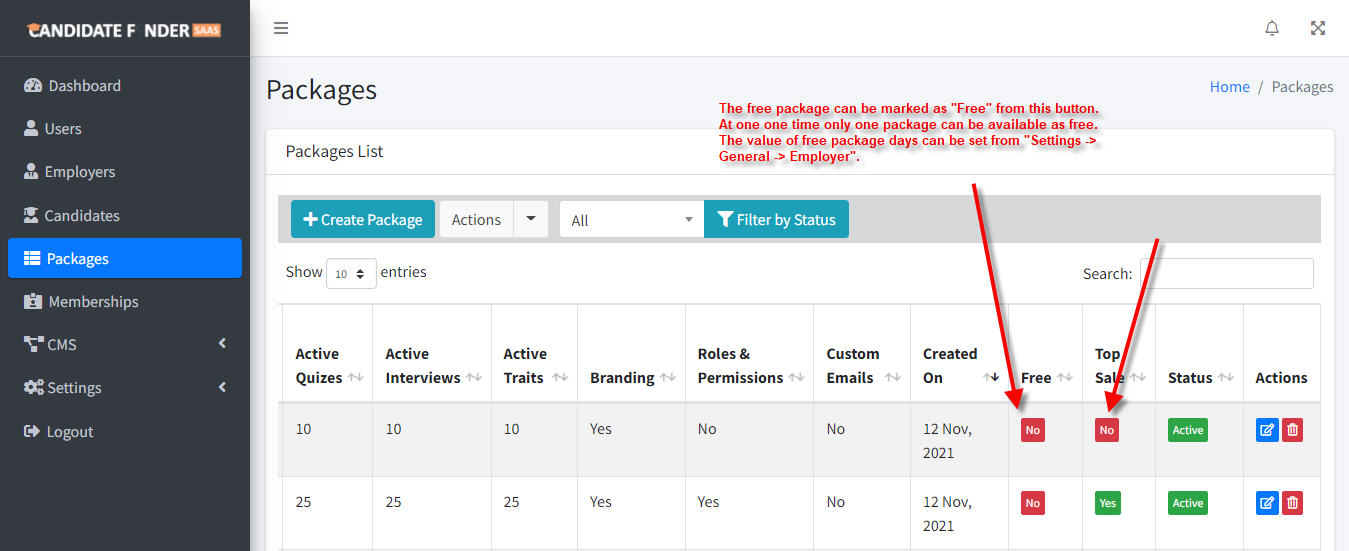 CANDIDATE F NDER SAAS
Dashboard
Users
Employers
Candidates
Packages
Memberships
CMS
Settings
Logout
Packages
Home / Packages
The free package can be marked as "Free" from this button.
At one one time only one package can be available as free.
The value of free package days can be set from "Settings ->
General -> Employer".
Packages List
Create Package
Actions
All
Filter by Status
Show 10 entries
Search:
Active Quizes
Active Interviews
Active Traits
Branding
Roles & Permissions
Custom Emails
Created On
Free
Top Sale
Status
Actions
10 10 10 Yes No No 12 Nov, 2021 No No Active
25 25 25 Yes Yes No 12 Nov, 2021 No Yes Active